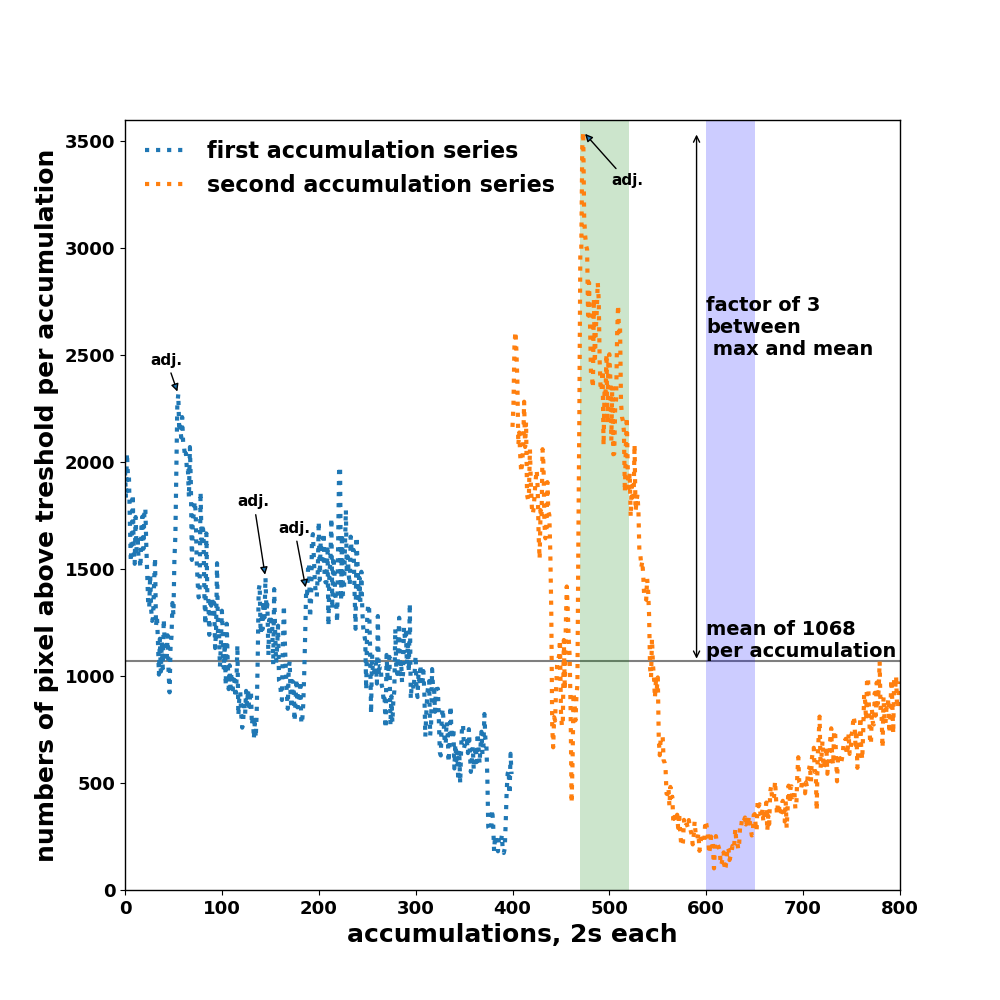 numbers of pixel above treshold per accumulation
3500
3000
2500
2000
1500
1000
500
0
first accumulation series
second accumulation series
adj.
adj.
adj.
adj.
factor of 3
between
max and mean
mean of 1068
per accumulation
0 100 200 300 400 500 600 700 800
accumulations, 2s each